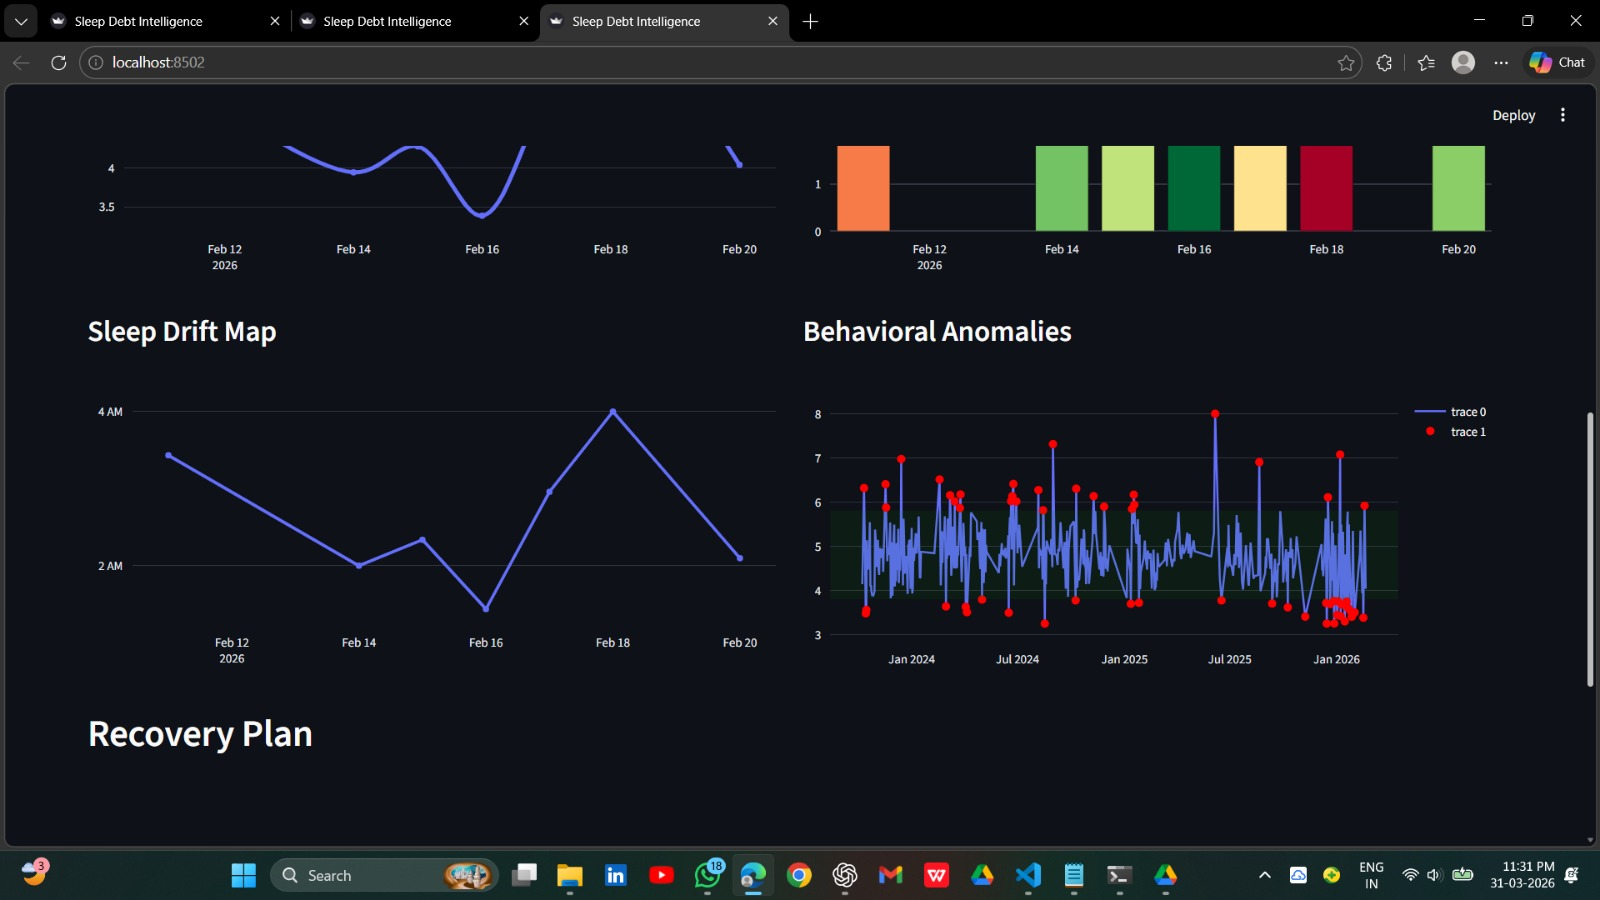 Sleep Debt Intelligence
Sleep Debt Intelligence
Sleep Debt Intelligence
localhost:8502
Chat
Deploy
4
3.5
Feb 12
2026
Feb 14
Feb 16
Feb 18
Feb 20
1
0
Feb 12
2026
Feb 14
Feb 16
Feb 18
Feb 20
Sleep Drift Map
4 AM
2 AM
Feb 12
2026
Feb 14
Feb 16
Feb 18
Feb 20
Behavioral Anomalies
8
7
6
5
4
3
Jan 2024
Jul 2024
Jan 2025
Jul 2025
Jan 2026
trace 0
trace 1
Recovery Plan
3
Search
18
ENG
IN
11:31 PM
31-03-2026